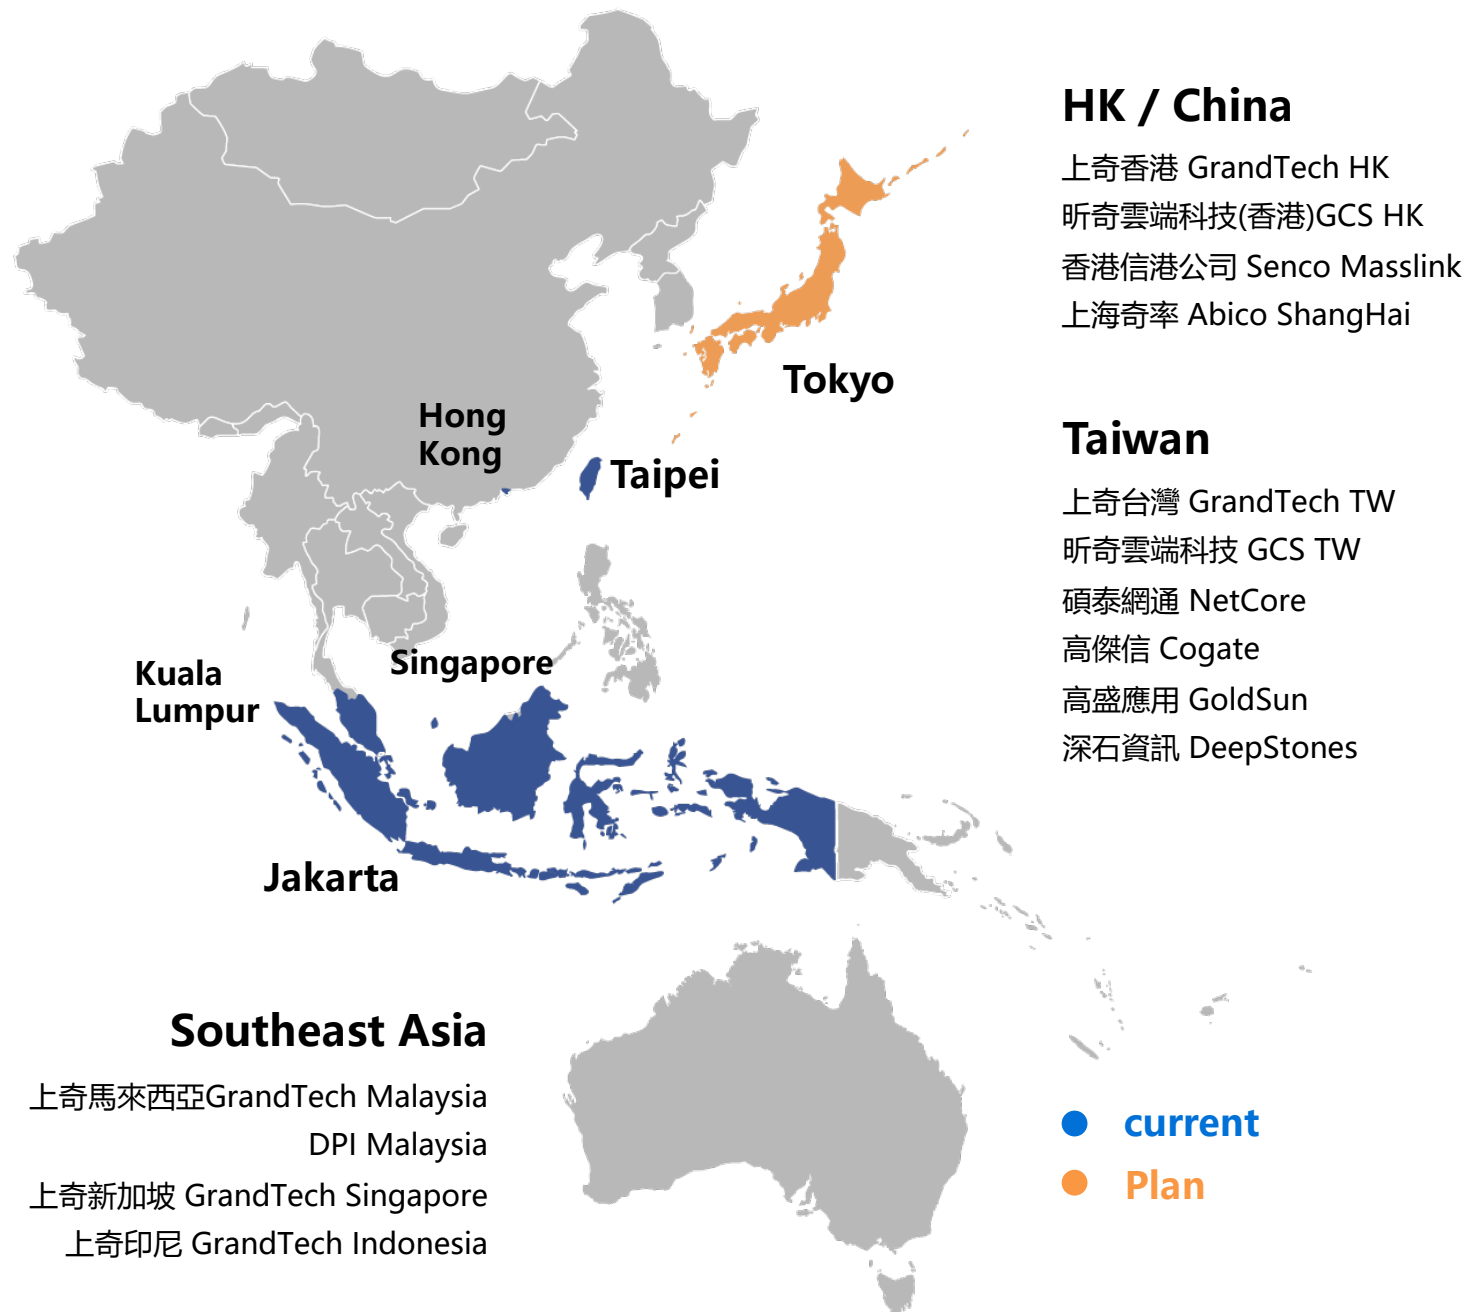 HK / China
上奇香港 GrandTech HK
昕奇雲端科技(香港)GCS HK
香港信港公司 Senco Masslink
上海奇率 Abico ShangHai
Tokyo
Hong
Kong
Taipei
Taiwan
上奇台灣 GrandTech TW
昕奇雲端科技 GCS TW
碩泰網通 NetCore
高傑信 Cogate
高盛應用 GoldSun
深石資訊 DeepStones
Singapore
Kuala
Lumpur
Jakarta
Southeast Asia
上奇馬來西亞GrandTech Malaysia
DPI Malaysia
上奇新加坡 GrandTech Singapore
上奇印尼 GrandTech Indonesia
current
Plan